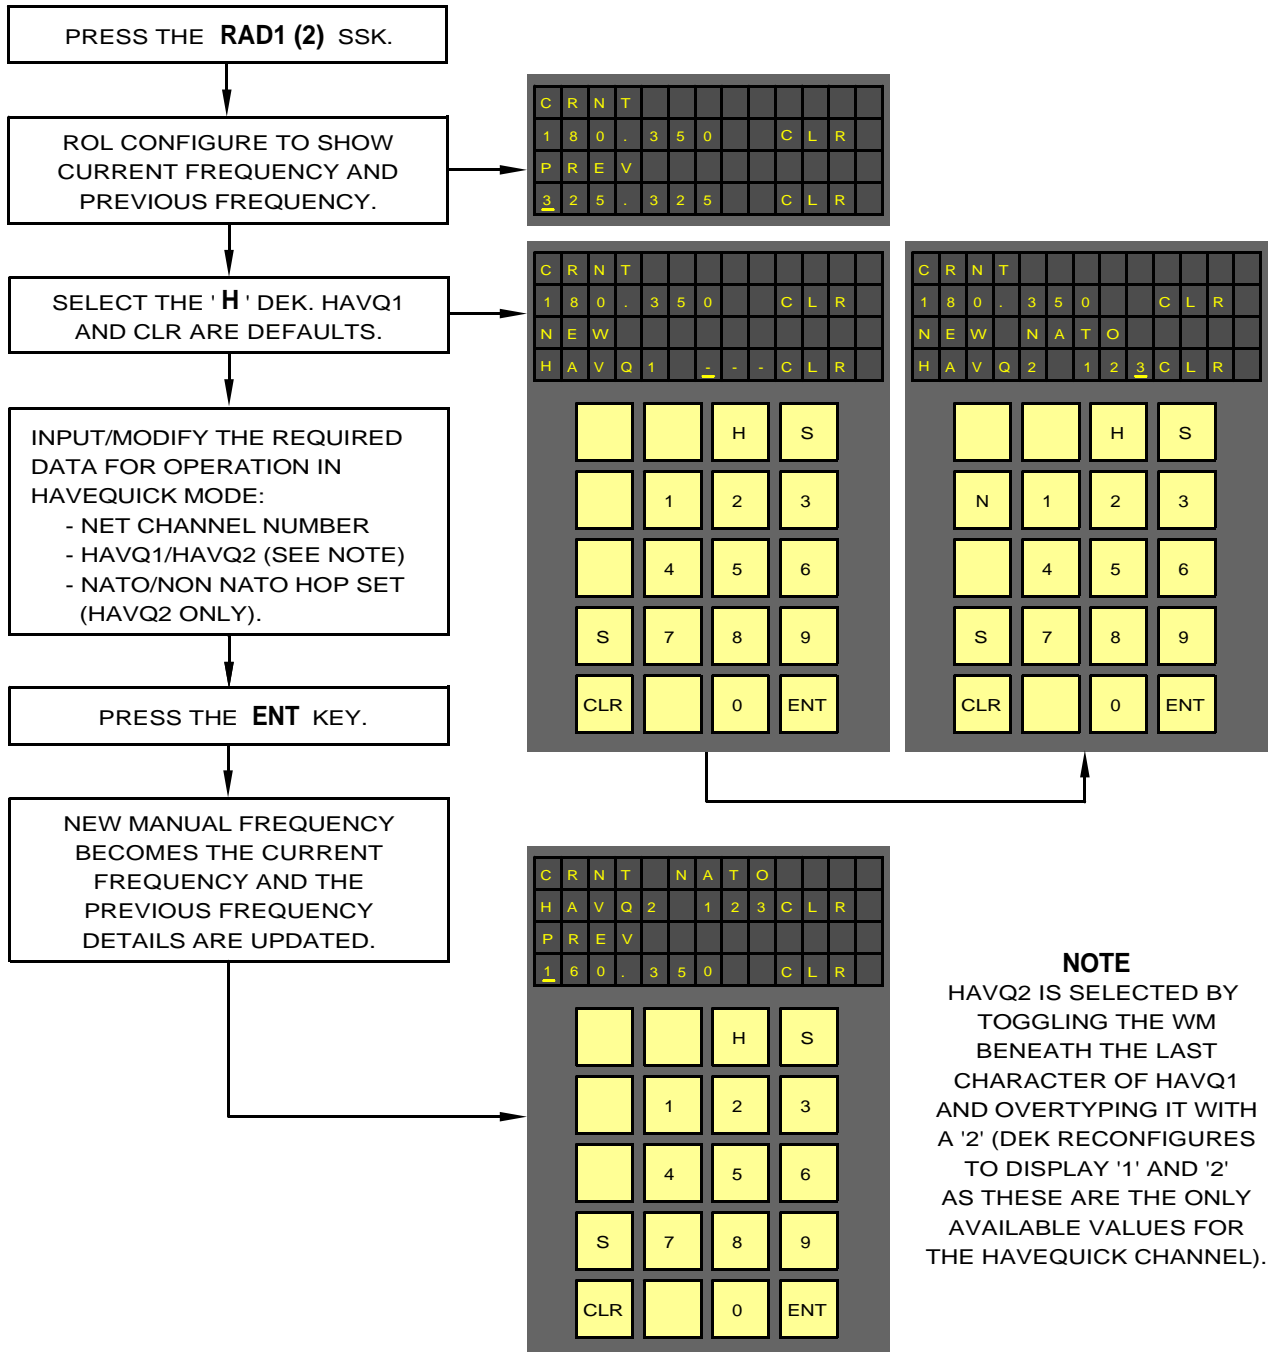 PRESS THE RAD1 (2) SSK.
ROL CONFIGURE TO SHOW
CURRENT FREQUENCY AND
PREVIOUS FREQUENCY.
CRNT
180.350 CLR
PREV
325.325 CLR
SELECT THE ' H ' DEK. HAVQ1
AND CLR ARE DEFAULTS.
CRNT
180.350 CLR
NEW
HAVQ1 ---CLR
H S
1 2 3
4 5 6
S 7 8 9
CLR 0 ENT
CRNT
180.350 CLR
NEW NATO
HAVQ2 123CLR
H S
N 1 2 3
4 5 6
S 7 8 9
CLR 0 ENT
INPUT/MODIFY THE REQUIRED
DATA FOR OPERATION IN
HAVEQUICK MODE:
- NET CHANNEL NUMBER
- HAVQ1/HAVQ2 (SEE NOTE)
- NATO/NON NATO HOP SET
(HAVQ2 ONLY).
PRESS THE ENT KEY.
NEW MANUAL FREQUENCY
BECOMES THE CURRENT
FREQUENCY AND THE
PREVIOUS FREQUENCY
DETAILS ARE UPDATED.
CRNT NATO
HAVQ2 123CLR
PREV
160.350 CLR
H S
1 2 3
4 5 6
S 7 8 9
CLR 0 ENT
NOTE
HAVQ2 IS SELECTED BY
TOGGLING THE WM
BENEATH THE LAST
CHARACTER OF HAVQ1
AND OVERTYPING IT WITH
A '2' (DEK RECONFIGURES
TO DISPLAY '1' AND '2'
AS THESE ARE THE ONLY
AVAILABLE VALUES FOR
THE HAVEQUICK CHANNEL).